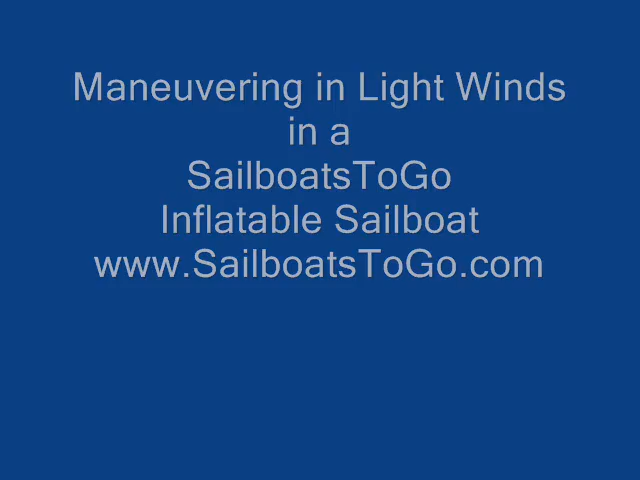 Maneuvering in Light Winds
in a
SailboatsToGo
Inflatable Sailboat
www.SailboatsToGo.com